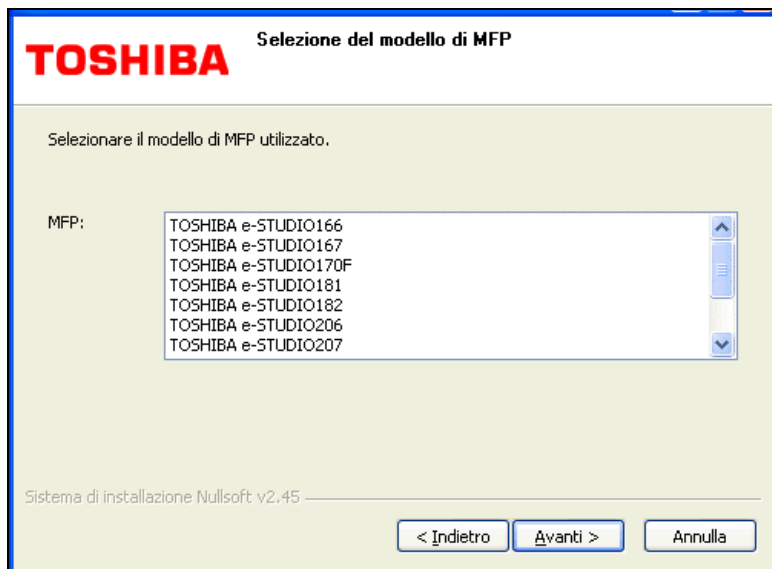 TOSHIBA
Selezione del modello di MFP
Selezionare il modello di MFP utilizzato.
MFP:
TOSHIBA e-STUDIO166
TOSHIBA e-STUDIO167
TOSHIBA e-STUDIO170F
TOSHIBA e-STUDIO181
TOSHIBA e-STUDIO182
TOSHIBA e-STUDIO206
TOSHIBA e-STUDIO207
Sistema di installazione Nullsoft v2.45
< Indietro
Avanti >
Annulla